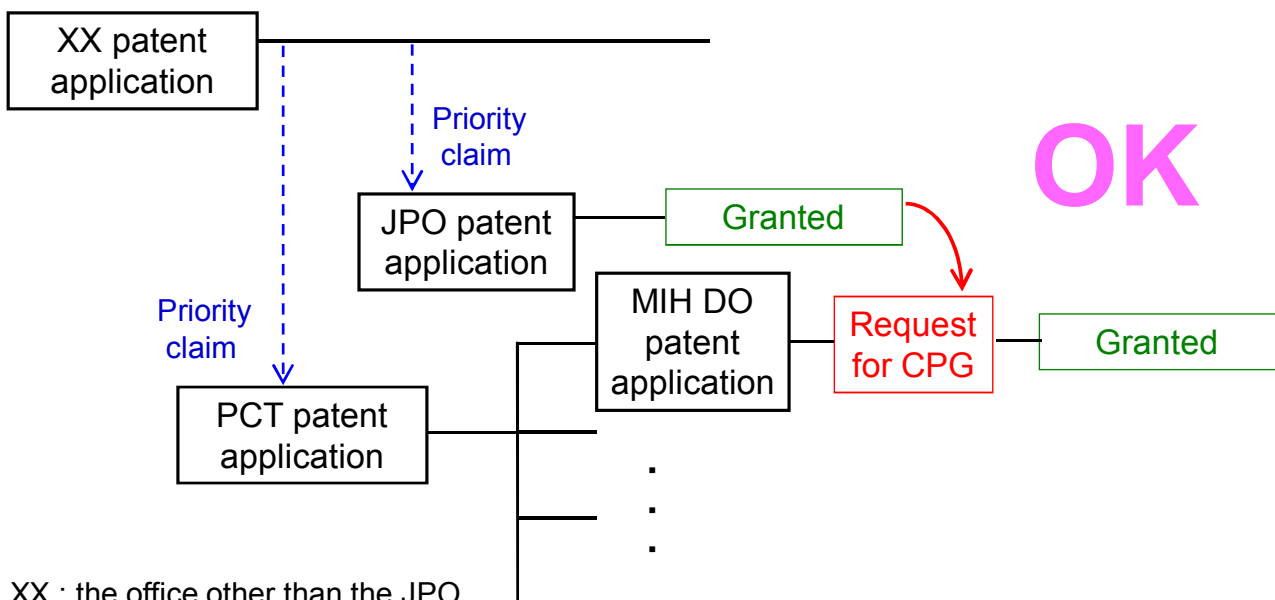 XX patent
application
Priority
claim
OK
JPO patent
application
Granted
Priority
claim
MIH DO
patent
application
Request
for CPG
Granted
PCT patent
application
XX : the office other than the JPO